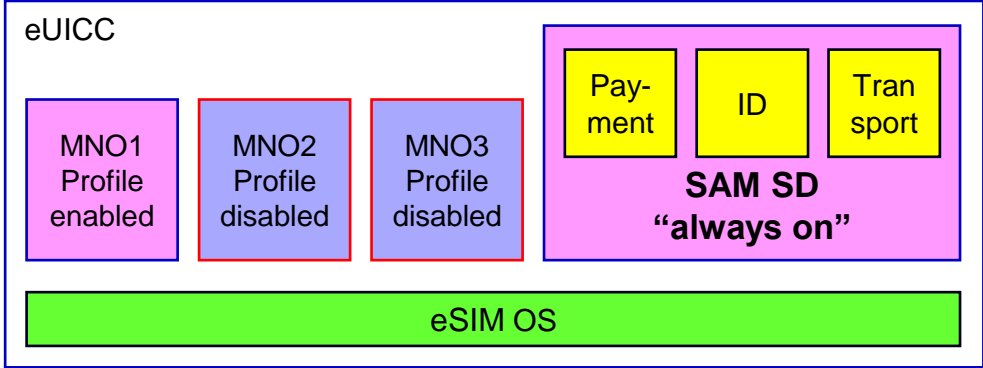 eUICC
MNO1
Profile
enabled
MNO2
Profile
disabled
MNO3
Profile
disabled
Pay-
ment
ID
Tran
sport
SAM SD
“always on”
eSIM OS